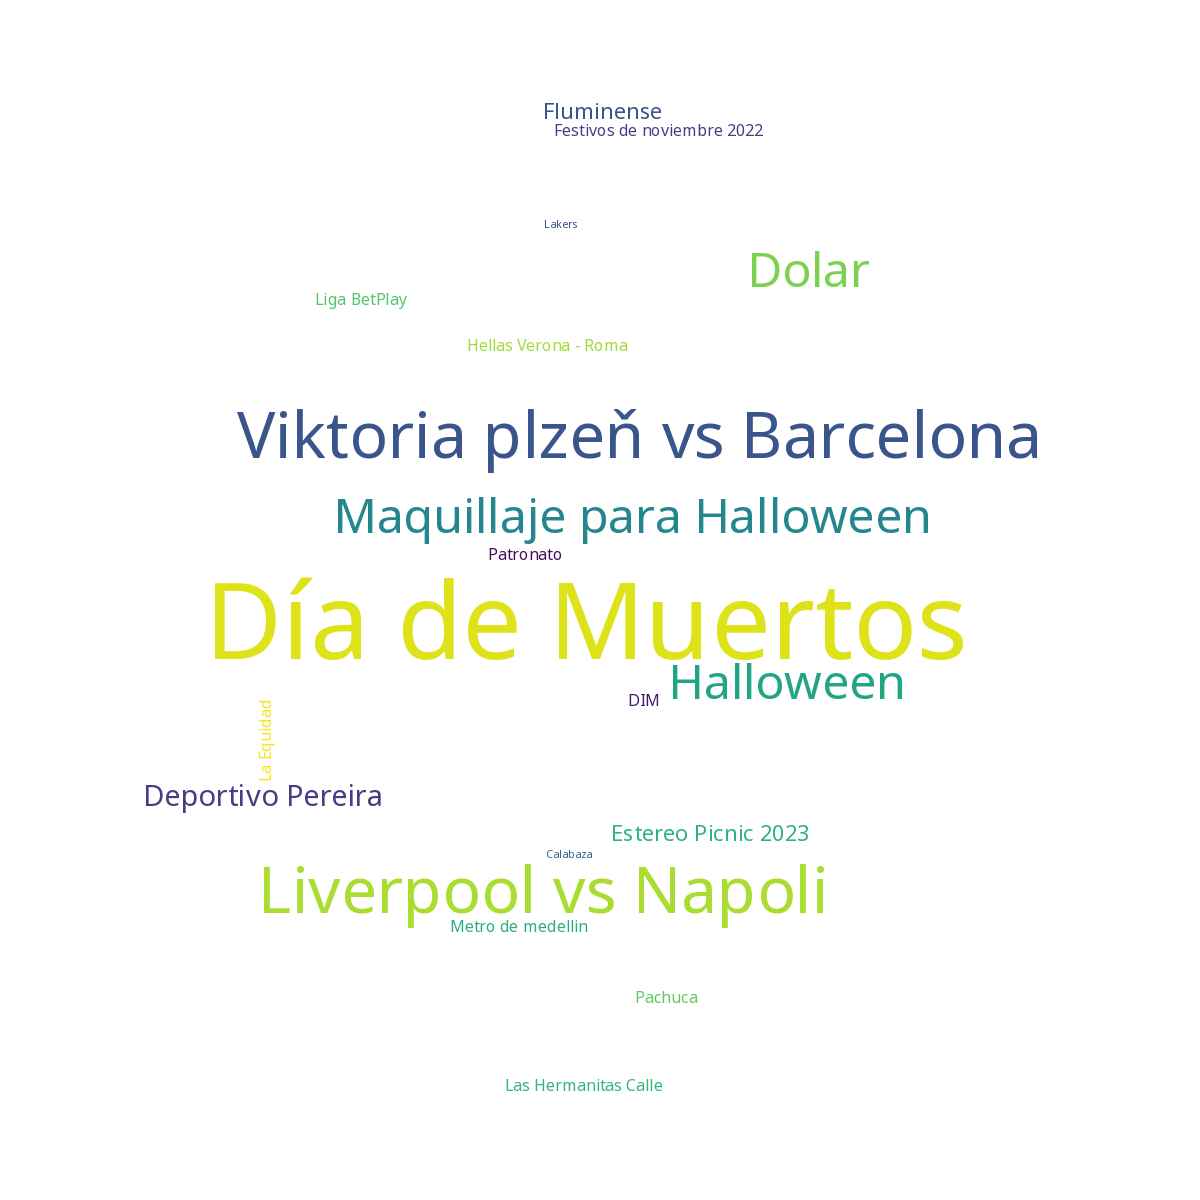 Fluminense
Festivos de noviembre 2022
Lakers
Dolar
Liga BetPlay
Hellas Verona - Roma
Viktoria plzeň vs Barcelona
Maquillaje para Halloween
Patronato
Día de Muertos
Halloween
DIM
La Equidad
Deportivo Pereira
Estereo Picnic 2023
Calabaza
Liverpool vs Napoli
Metro de medellin
Pachuca
Las Hermanitas Calle